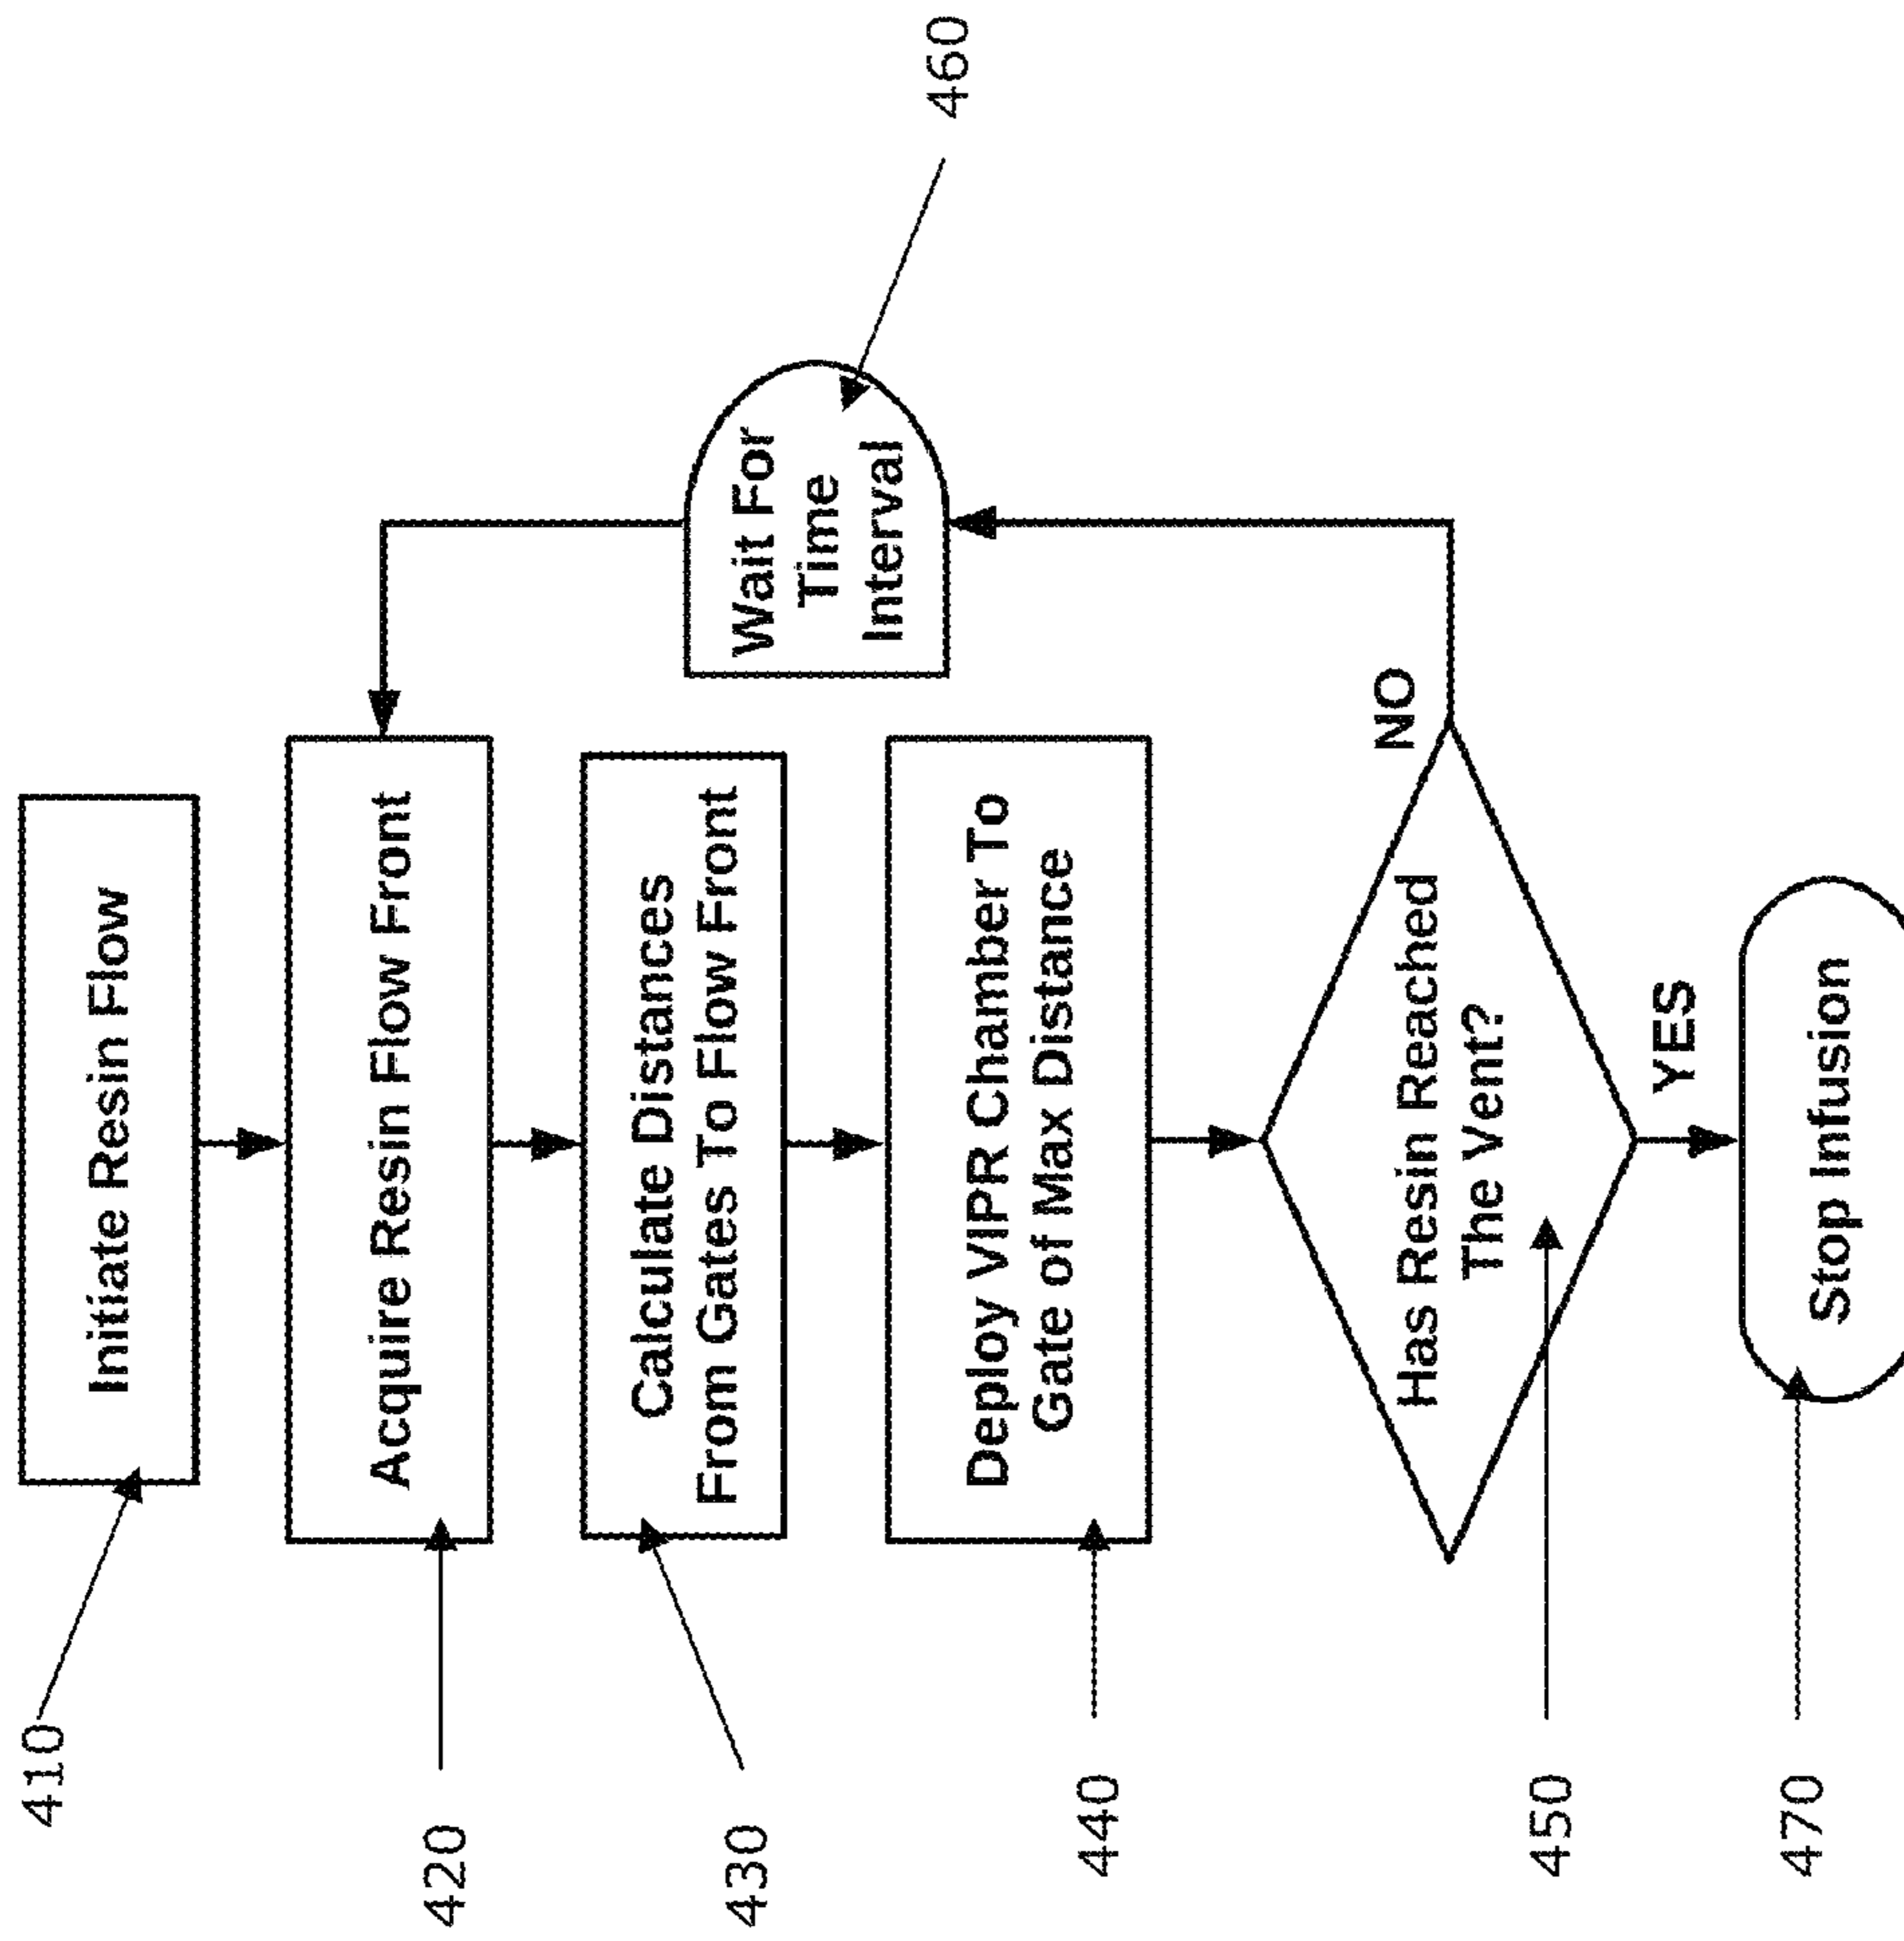 410
Initiate Resin Flow
420
Acquire Resin Flow Front
430
Calculate Distances
From Gates To Flow Front
460
Wait For
Time
Interval
440
Deploy VIPR Chamber To
Gate of Max Distance
NO
450
Has Resin Reached
The Vent?
YES
470
Stop Infusion